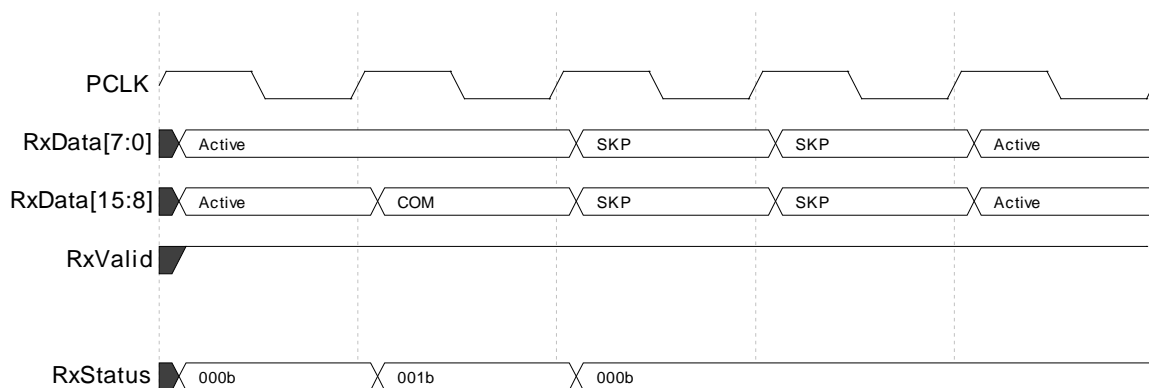 PCLK
RxData[7:0] Active SKP SKP Active
RxData[15:8] Active COM SKP SKP Active
RxValid
RxStatus 000b 001b 000b